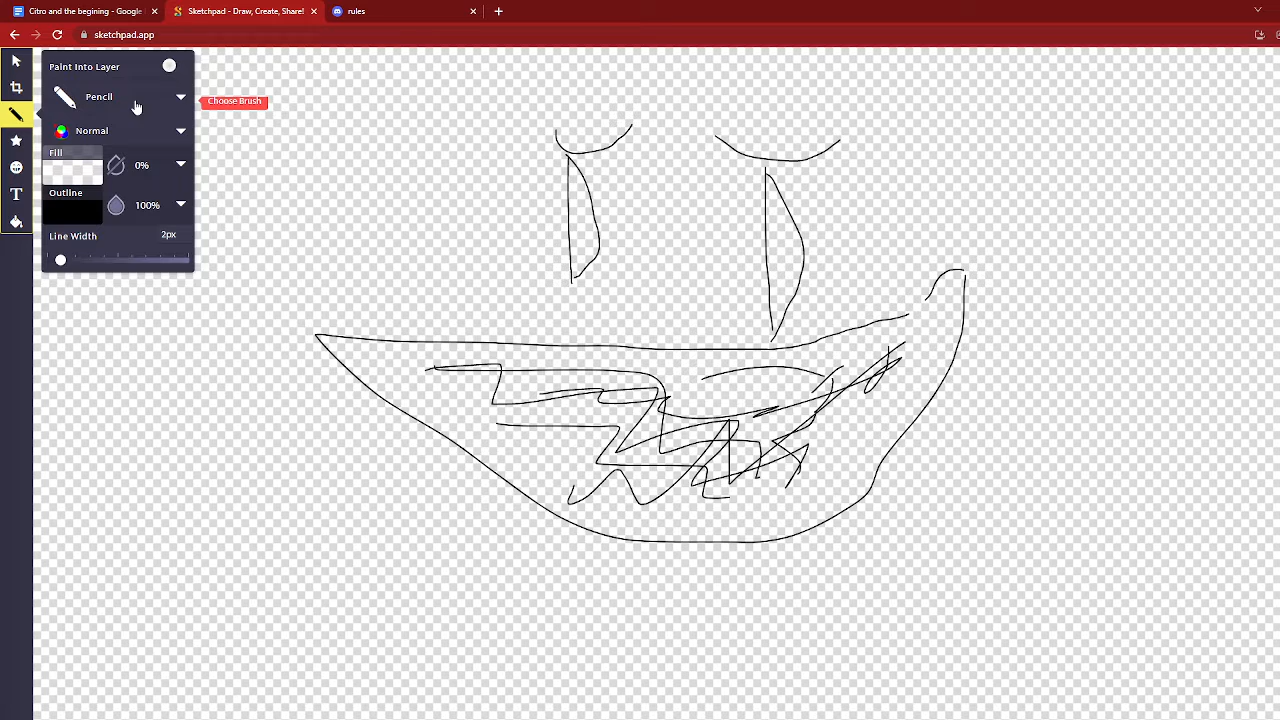 Citro and the begining - Google
Sketchpad - Draw, Create, Share!
rules
sketchpad.app
Paint Into Layer
Pencil
Choose Brush
Normal
Fill
0%
Outline
100%
Line Width
2px
T